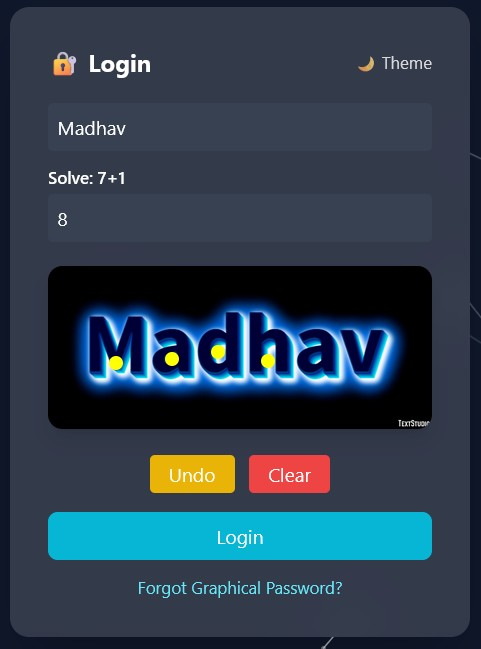 Login
Theme
Madhav
Solve: 7+1
8
Madhav
TEXTSTUDIO
Undo Clear
Login
Forgot Graphical Password?